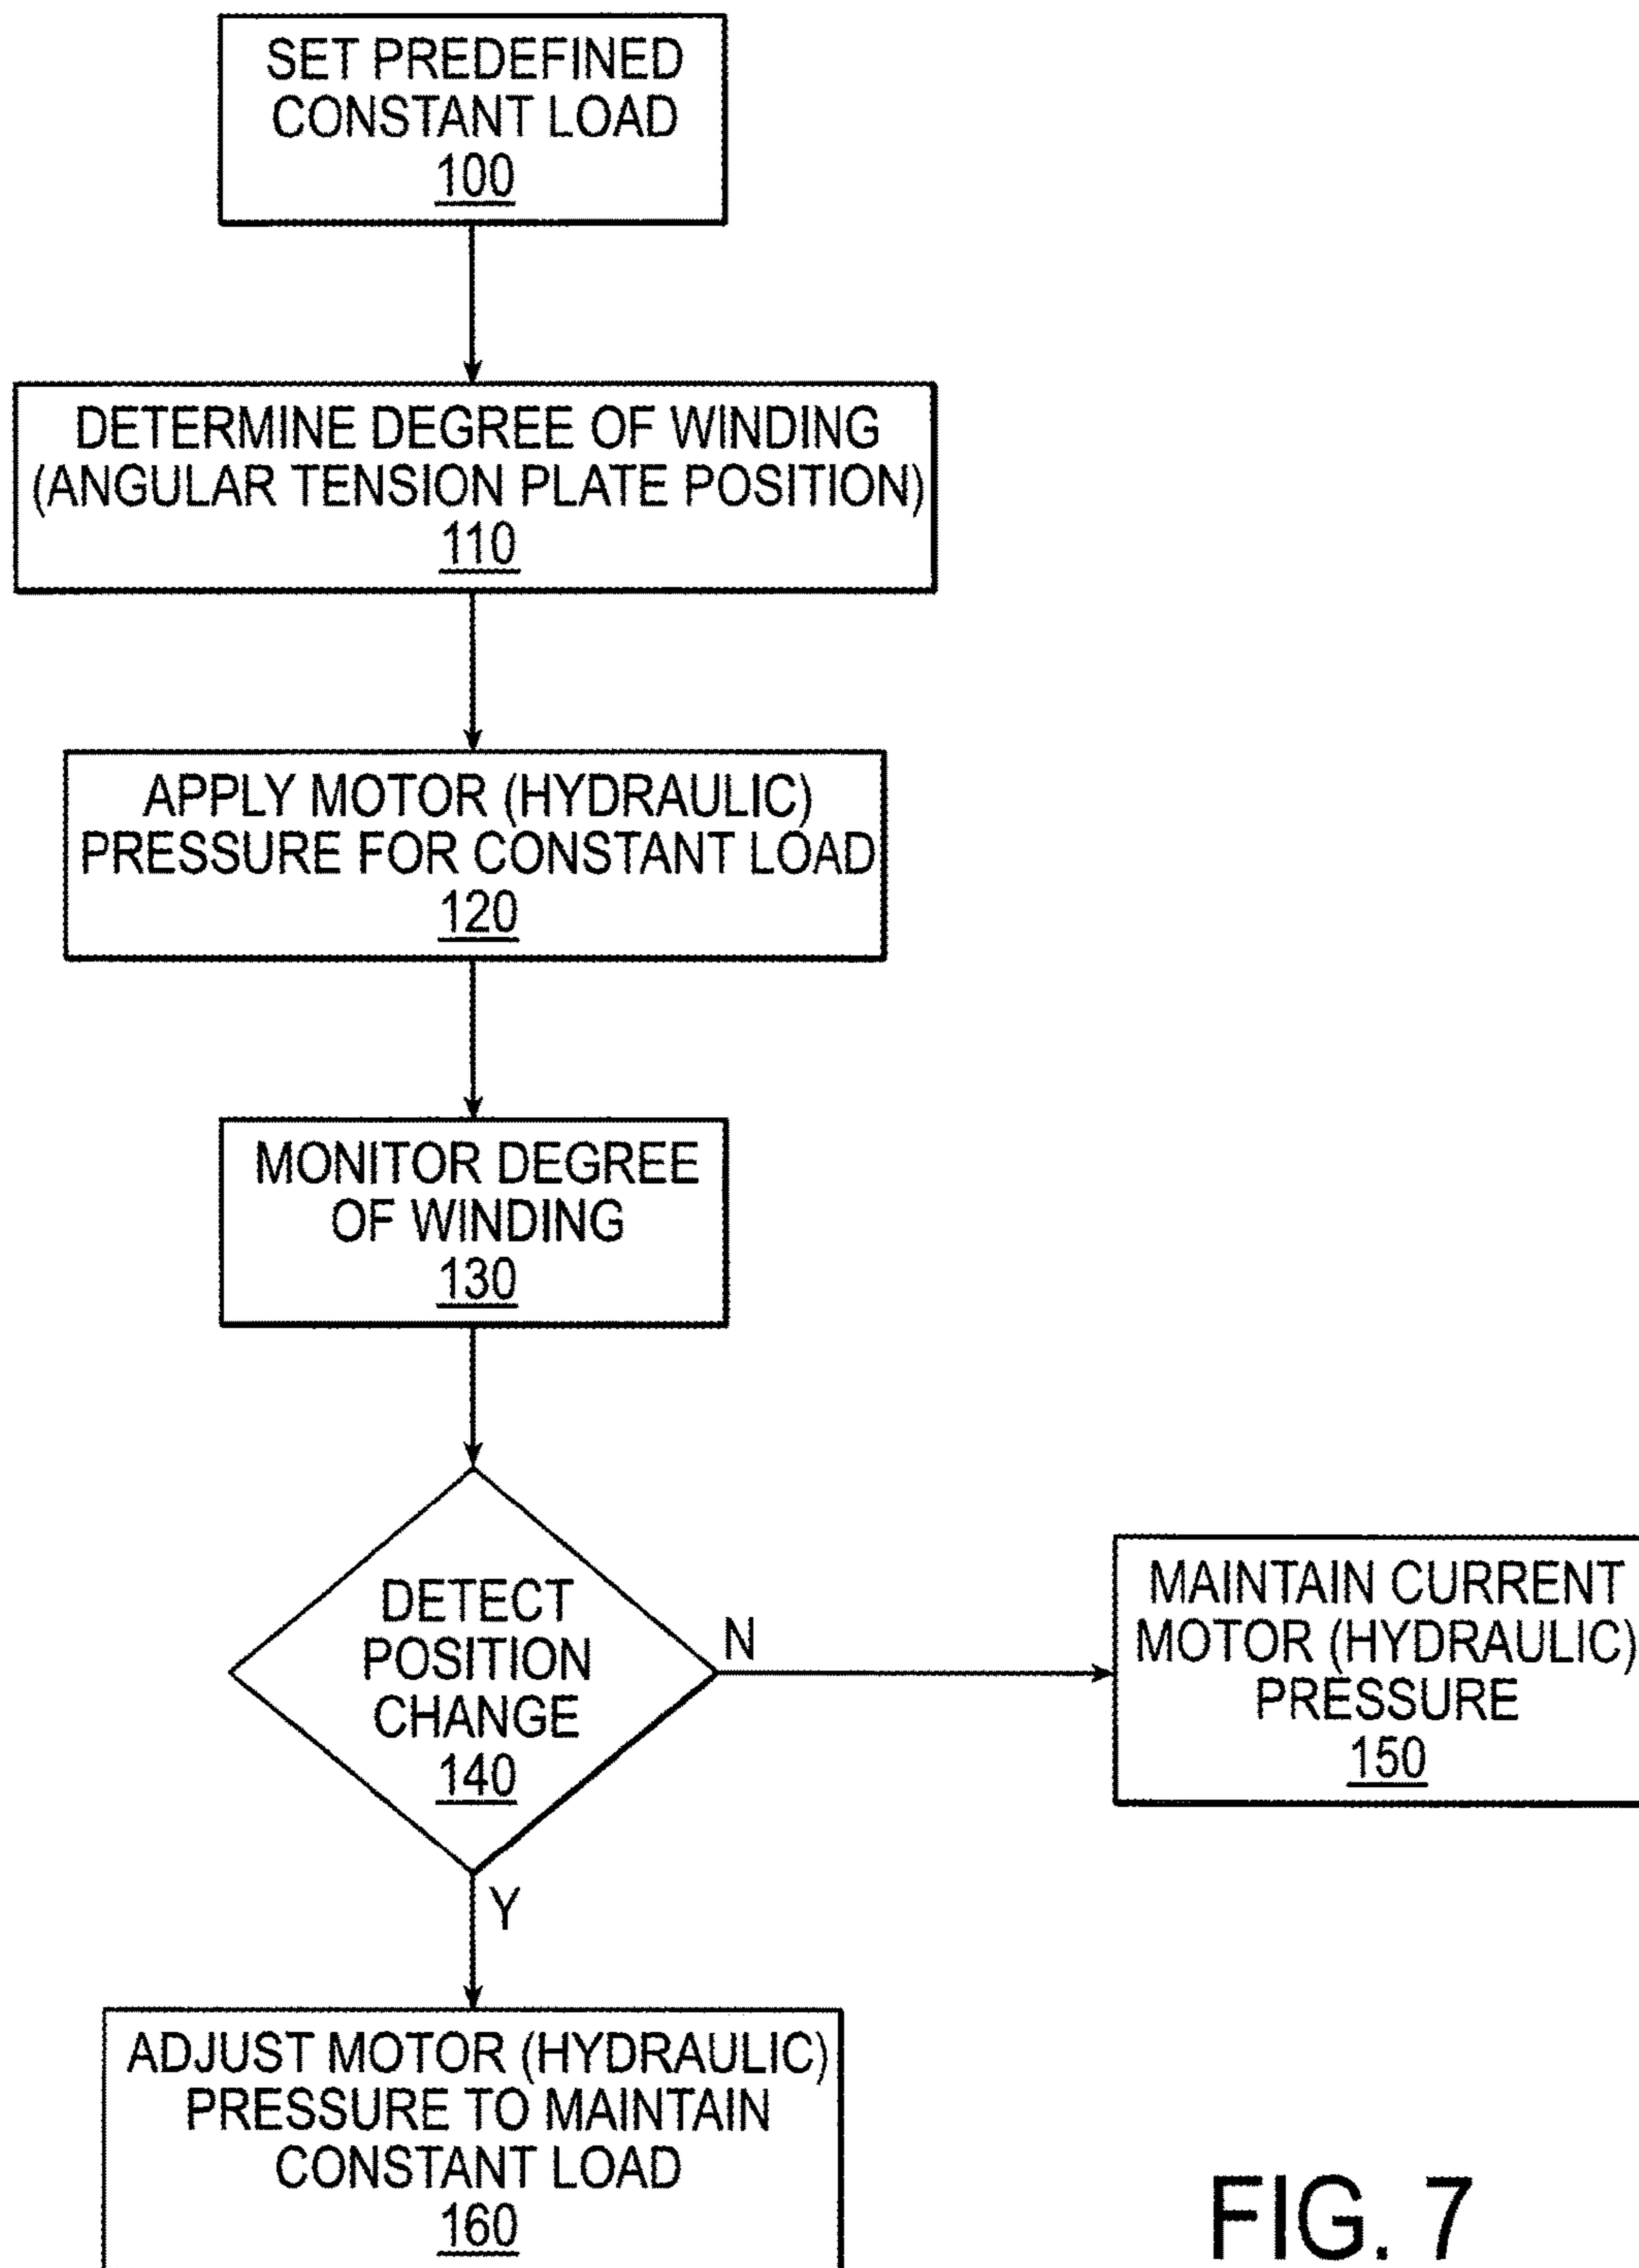 SET PREDEFINED
CONSTANT LOAD
100
DETERMINE DEGREE OF WINDING
(ANGULAR TENSION PLATE POSITION)
110
APPLY MOTOR (HYDRAULIC)
PRESSURE FOR CONSTANT LOAD
120
MONITOR DEGREE
OF WINDING
130
DETECT
POSITION
CHANGE
140
N
MAINTAIN CURRENT
MOTOR (HYDRAULIC)
PRESSURE
150
Y
ADJUST MOTOR (HYDRAULIC)
PRESSURE TO MAINTAIN
CONSTANT LOAD
160
FIG. 7